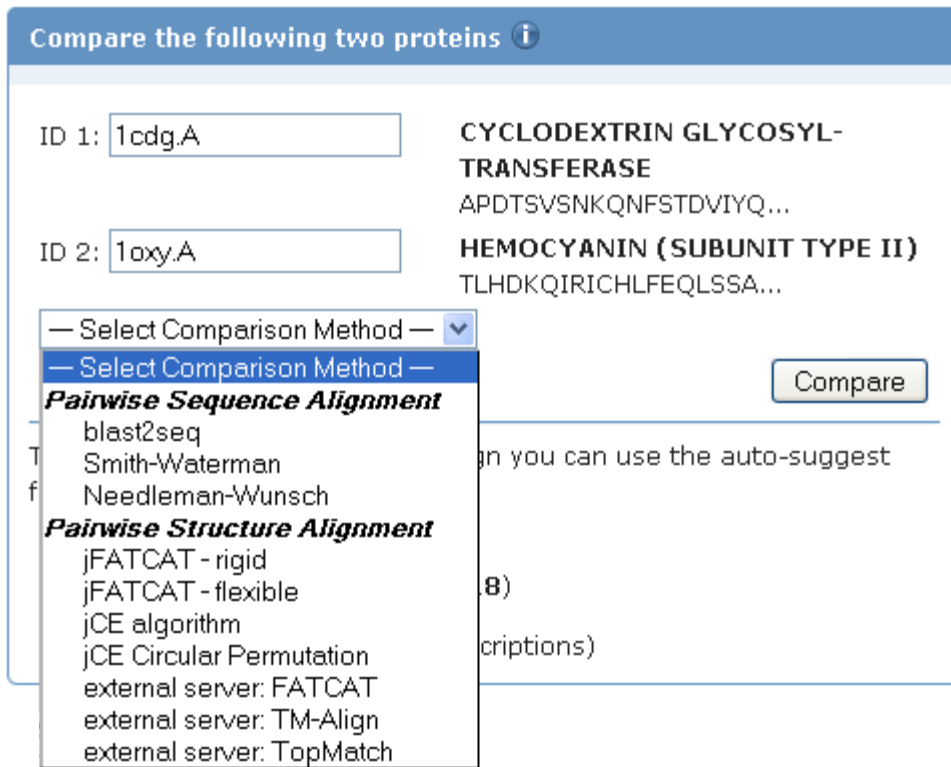 Compare the following two proteins i
ID 1: 1cdg.A
CYCLODEXTRIN GLYCOSYL-
TRANSFERASE
APDTSVSNKQNFSTDVIYQ...
ID 2: 1oxy.A
HEMOCYANIN (SUBUNIT TYPE II)
TLHDKQIRICHLFEQLSSA...
— Select Comparison Method —
— Select Comparison Method —
Compare
Pairwise Sequence Alignment
blast2seq
Smith-Waterman
Needleman-Wunsch
Pairwise Structure Alignment
jFATCAT - rigid
jFATCAT - flexible
jCE algorithm
jCE Circular Permutation
external server: FATCAT
external server: TM-Align
external server: TopMatch
T
gn you can use the auto-suggest
f
.8)
criptions)